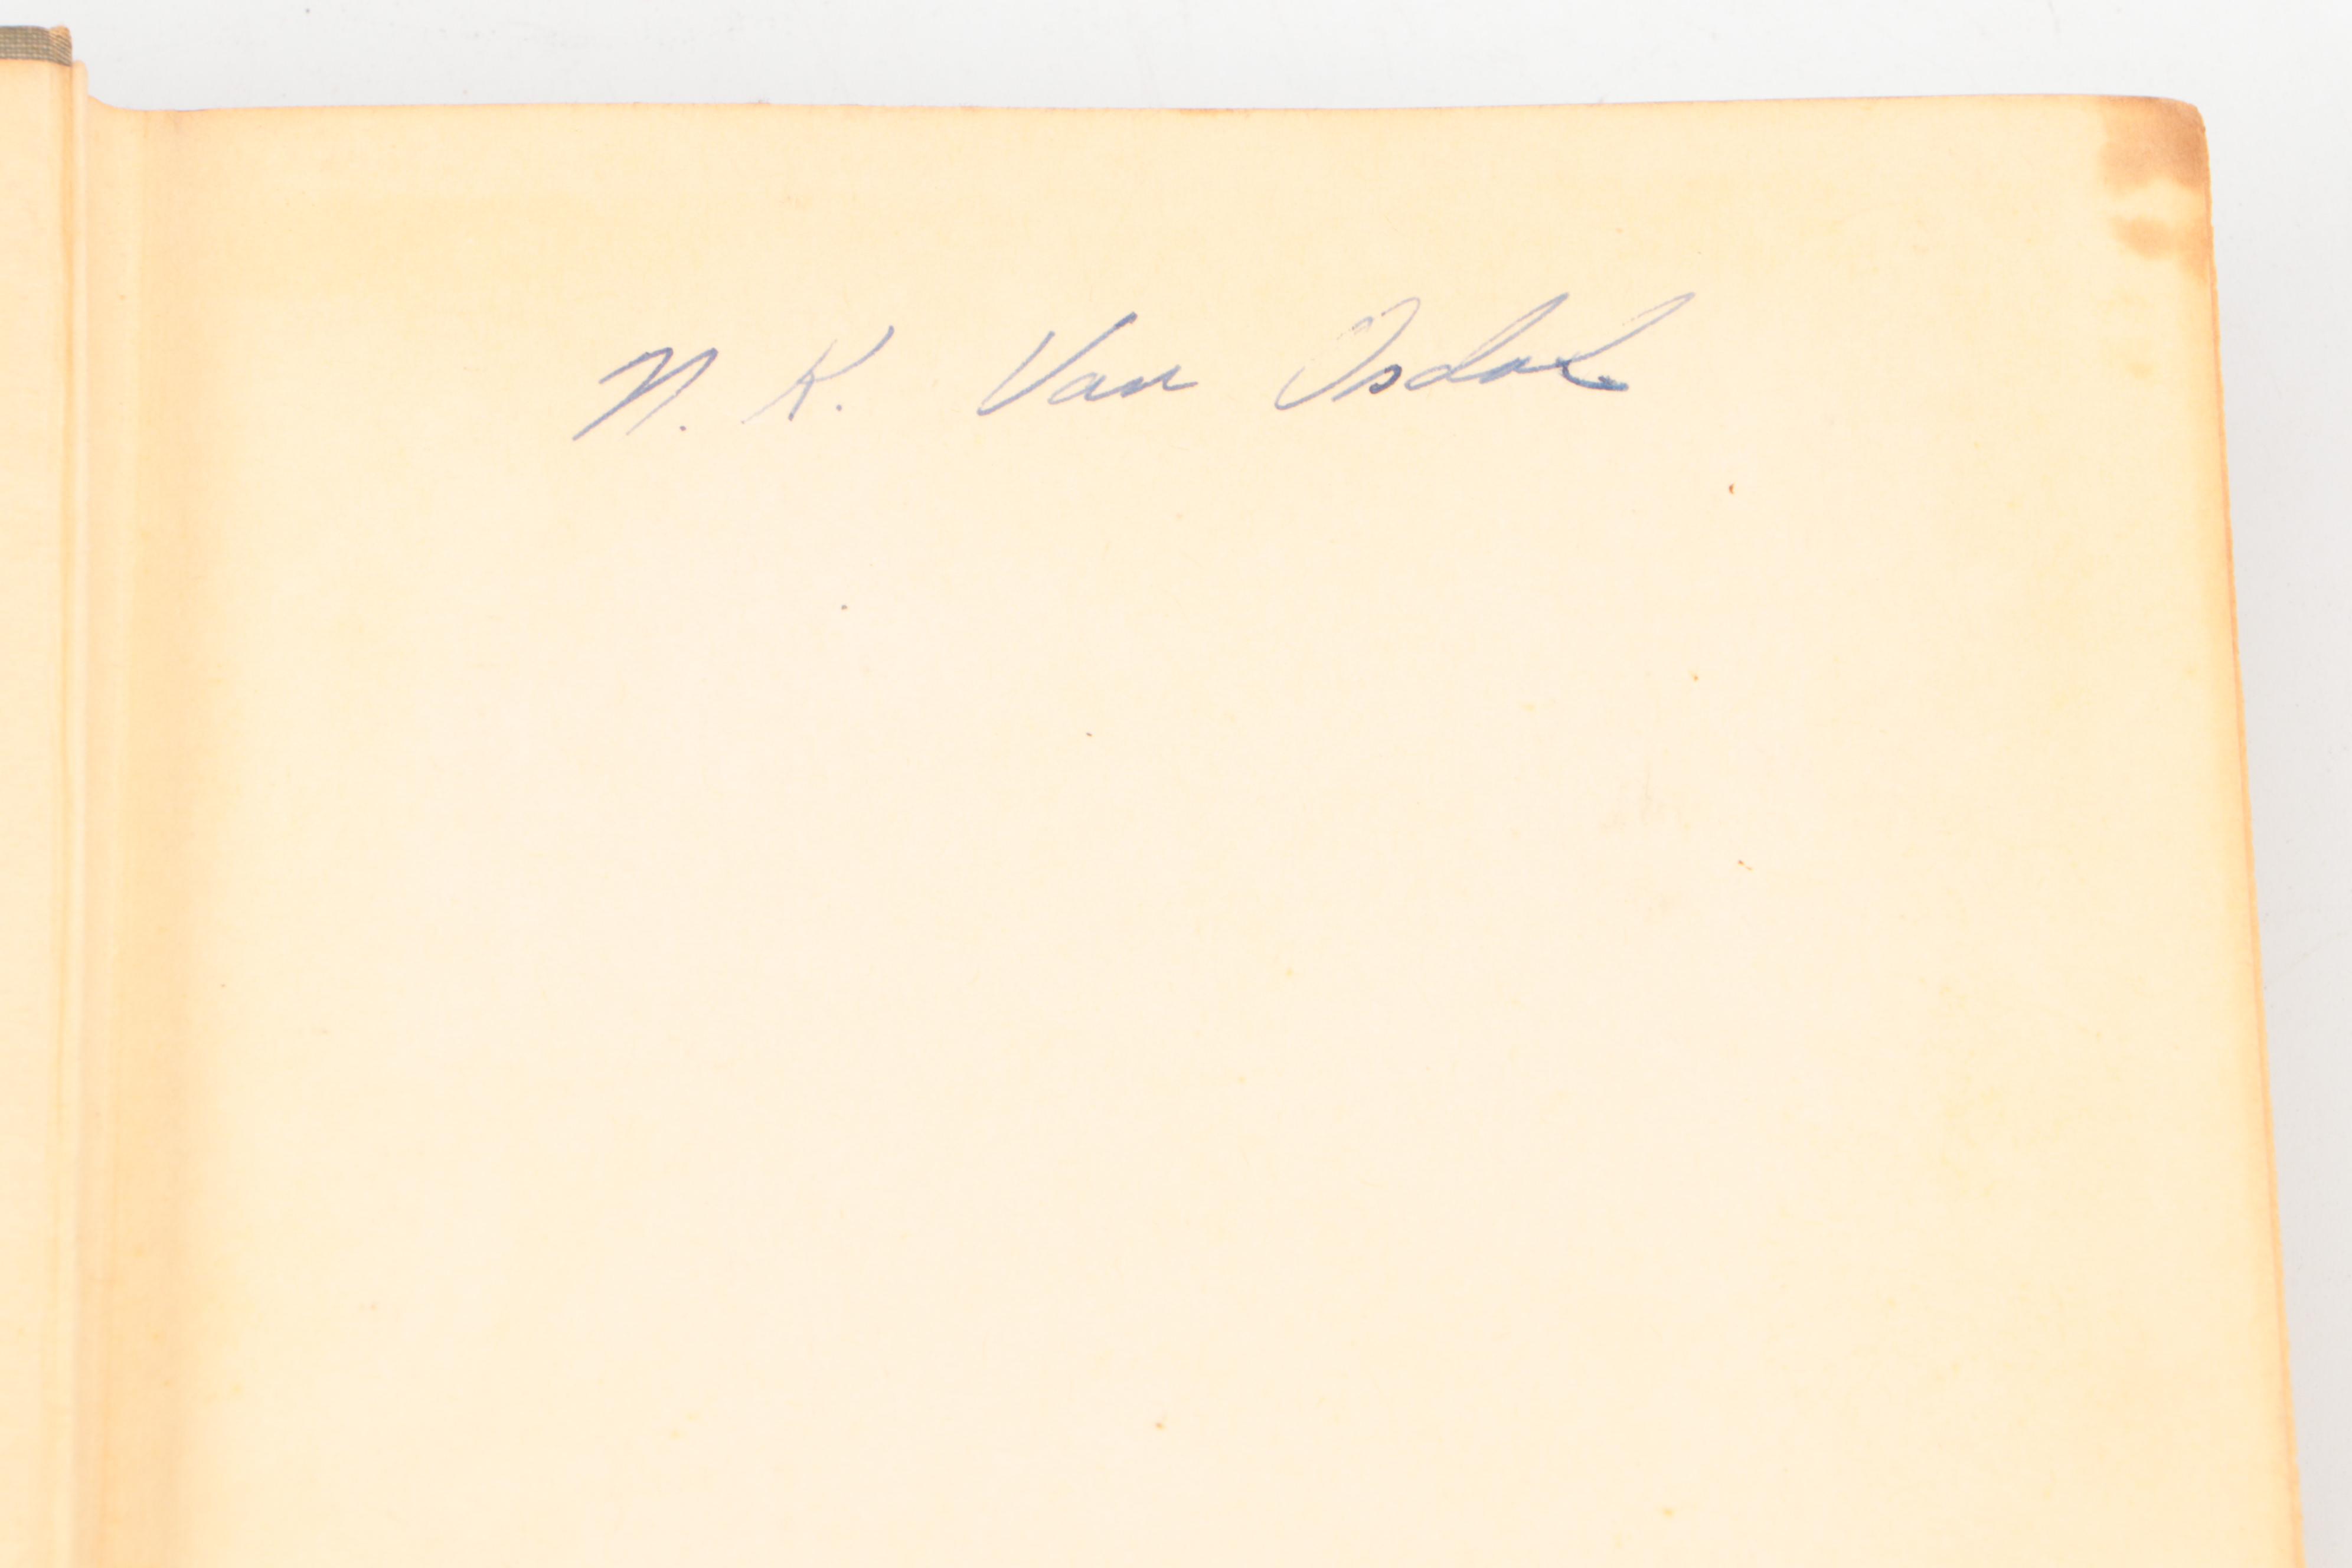 N. K. Van Osdol